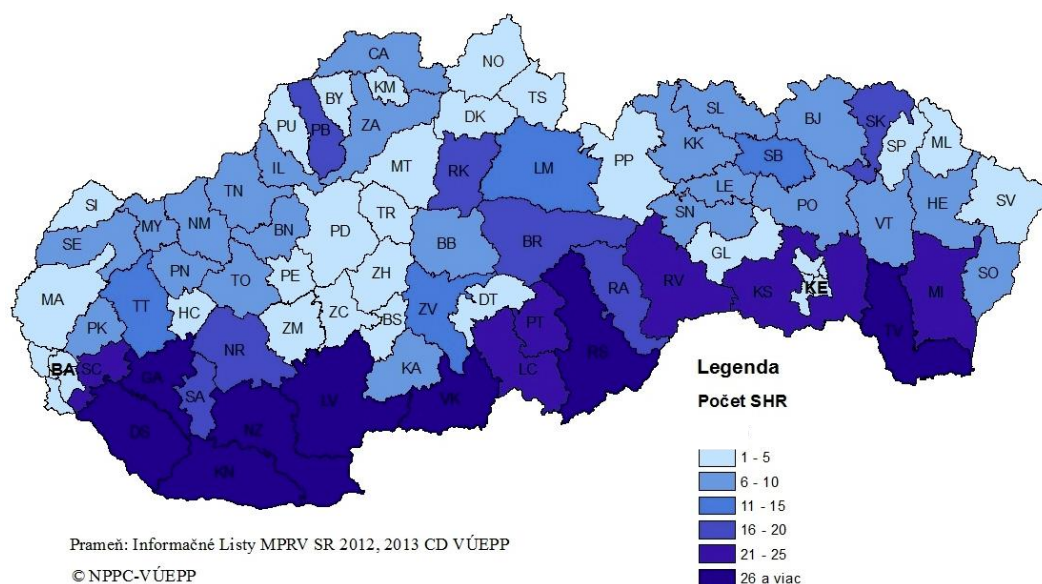 CA
NO
KM
BY
TS
PU
PB
ZA
DK
SL
BJ
SK
KK
SB
SP
ML
IL
MT
RK
LM
PP
TN
LE
SI
MY
NM
BN
PD
TR
SN
PO
VT
HE
SV
SE
BB
BR
GL
PN
TO
PE
ZH
SO
MA
TT
HC
ZM
ZC
BS
ZV
DT
RA
RV
KS
KE
TV
MI
PK
NR
PT
BA
SC
GA
SA
KA
LC
RS
LV
VK
DS
NZ
KN
Legenda
Počet SHR
1 - 5
6 - 10
11 - 15
16 - 20
21 - 25
26 a viac
Prameň: Informačné Listy MPRV SR 2012, 2013 CD VÚEPP
© NPPC-VÚEPP